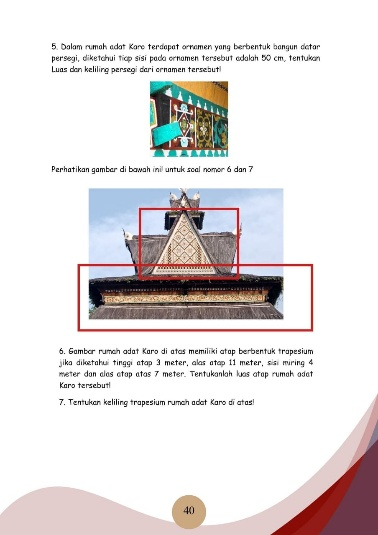 5. Dalam rumah adat Karo terdapat ornamen yang berbentuk bangun datar
persegi, diketahui tiap sisi pada ornamen tersebut adalah 50 cm, tentukan
Luas dan keliling persegi dari ornamen tersebut!
Perhatikan gambar di bawah ini! untuk soal nomor 6 dan 7
6. Gambar rumah adat Karo di atas memiliki atap berbentuk trapesium
jika diketahui tinggi atap 3 meter, alas atap 11 meter, sisi miring 4
meter dan alas atap atas 7 meter. Tentukanlah luas atap rumah adat
Karo tersebut!
7. Tentukan keliling trapesium rumah adat Karo di atas!
40